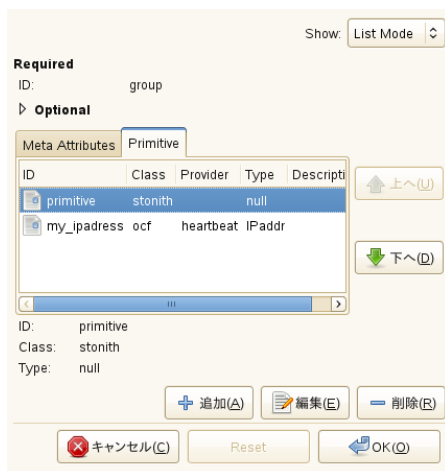 Show: List Mode
Required
ID: group
Optional
Meta Attributes Primitive
ID Class Provider Type Descripti
primitive stonith null
my_ipadress ocf heartbeat IPaddr
上へ(U)
下へ(D)
ID: primitive
Class: stonith
Type: null
追加(A) 編集(E) 削除(R)
キャンセル(C) Reset OK(O)